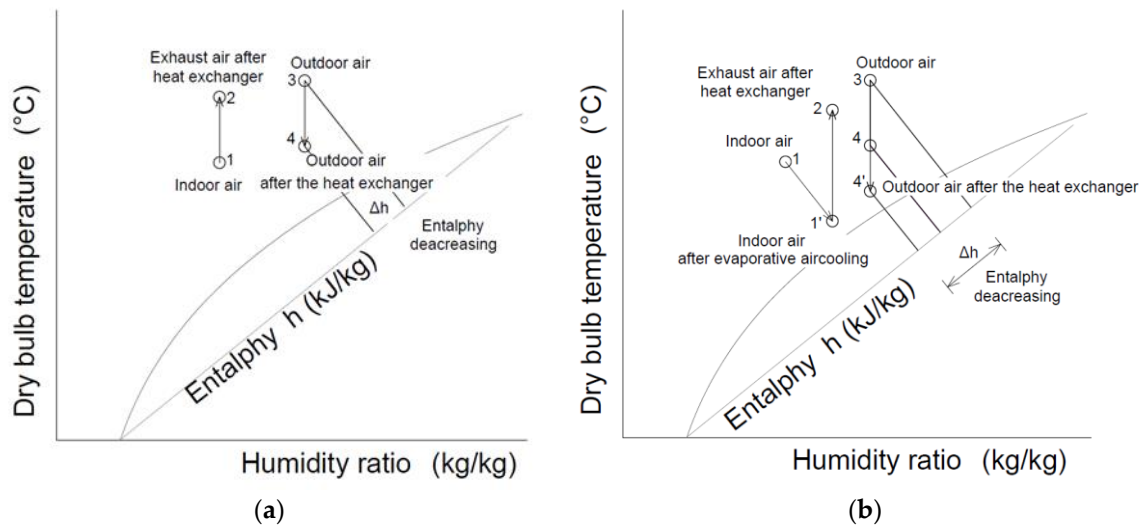 Dry bulb temperature (°C)
Exhaust air after
heat exchanger
2
1
Indoor air
Outdoor air
3
4
Outdoor air
after the heat exchanger
Δh
Entalphy
deacreasing
Entalphy h (kJ/kg)
Humidity ratio (kg/kg)
(a)
Dry bulb temperature (°C)
Exhaust air after
heat exchanger
2
Indoor air
1
Outdoor air
3
4
4'
Outdoor air after the heat exchanger
1'
Indoor air
after evaporative aircooling
Δh
Entalphy
deacreasing
Entalphy h (kJ/kg)
Humidity ratio (kg/kg)
(b)